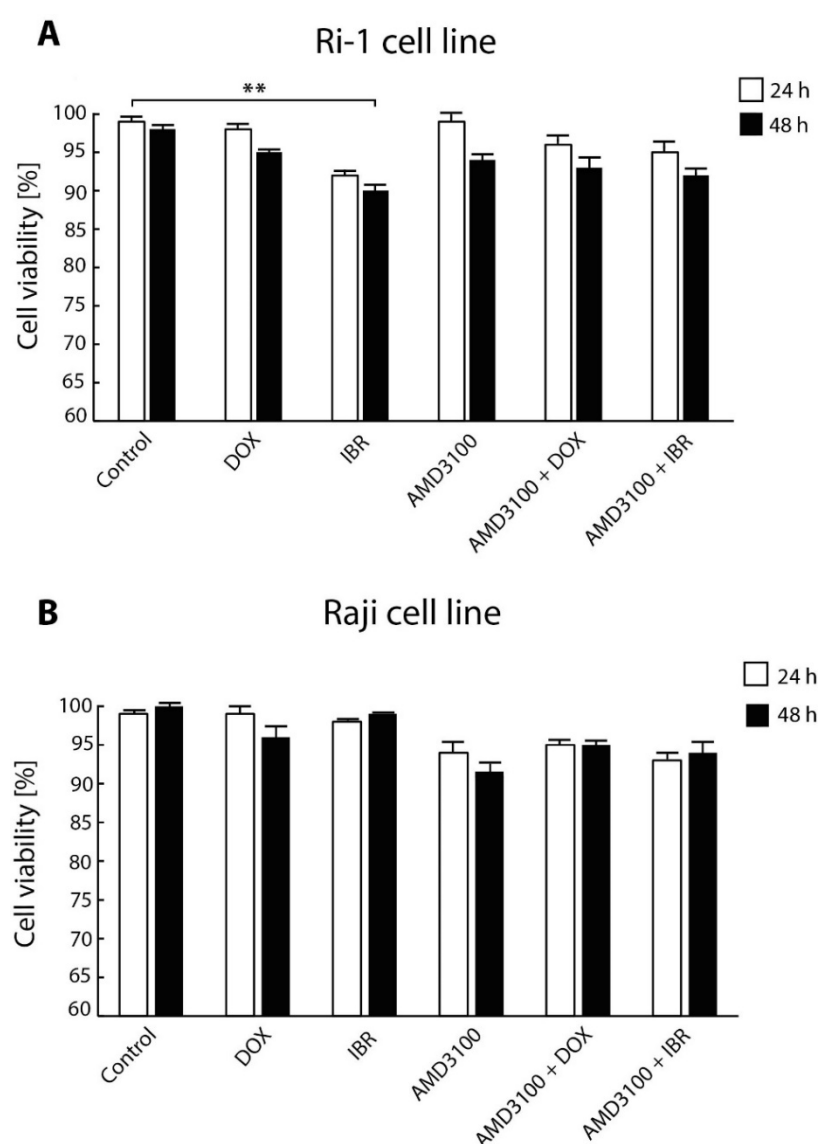 A
Ri-1 cell line
**
24 h
48 h
Cell viability [%]
100
95
90
85
80
75
70
65
60
Control
DOX
IBR
AMD3100
AMD3100 + DOX
AMD3100 + IBR
B
Raji cell line
24 h
48 h
Cell viability [%]
100
95
90
85
80
75
70
65
60
Control
DOX
IBR
AMD3100
AMD3100 + DOX
AMD3100 + IBR